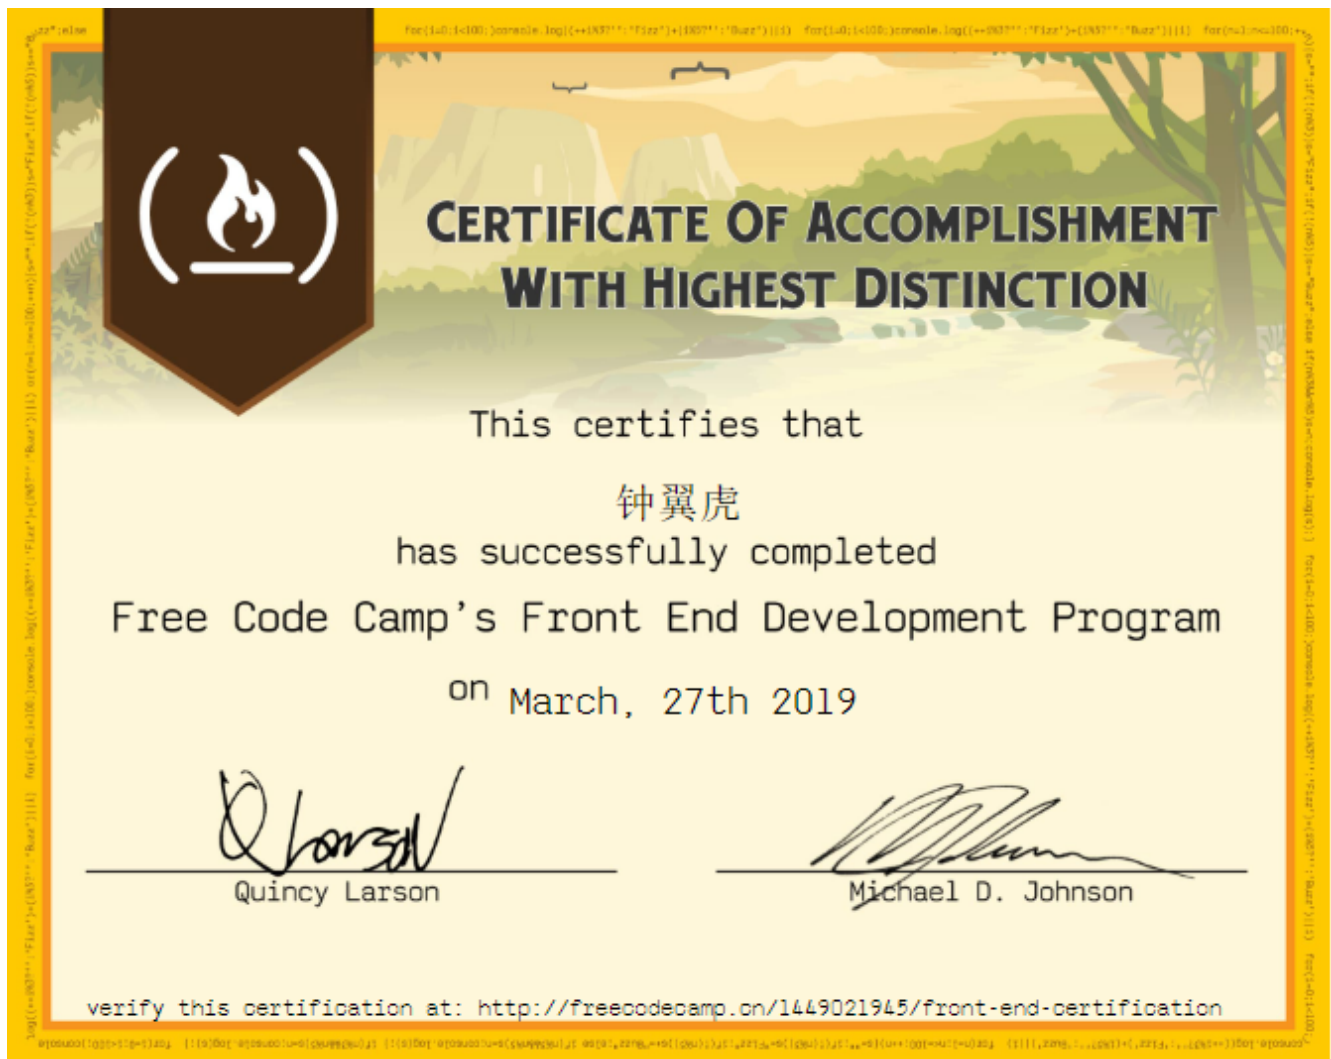 CERTIFICATE OF ACCOMPLISHMENT
WITH HIGHEST DISTINCTION
This certifies that
钟翼虎
has successfully completed
Free Code Camp's Front End Development Program
on March, 27th 2019
Quincy Larson
Michael D. Johnson
verify this certification at: http://freecodecamp.cn/1449021945/front-end-certification